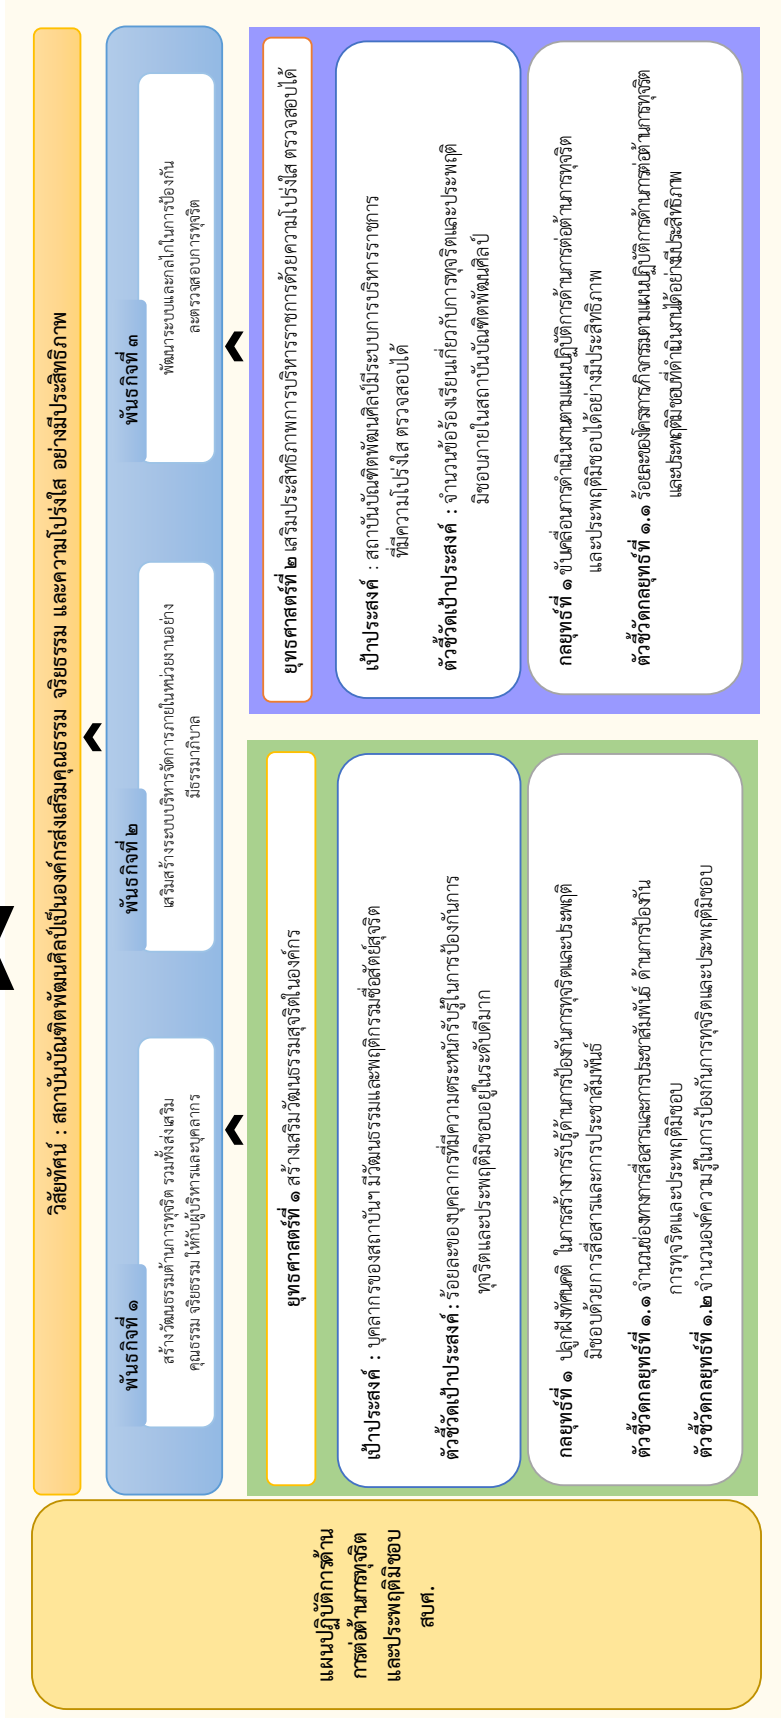 แผนปฏิบัติการด้าน
การต่อต้านการทุจริต
และประพฤติมิชอบ
สบศ.
วิสัยทัศน์ : สถาบันบัณฑิตพัฒนศิลป์เป็นองค์กรส่งเสริมคุณธรรม จริยธรรม และความโปร่งใส อย่างมีประสิทธิภาพ
พันธกิจที่ ๑
สร้างวัฒนธรรมต้านการทุจริต รวมทั้งส่งเสริม
คุณธรรม จริยธรรม ให้กับผู้บริหารและบุคลากร
พันธกิจที่ ๒
เสริมสร้างระบบบริหารจัดการภายในหน่วยงานอย่าง
มีธรรมาภิบาล
พันธกิจที่ ๓
พัฒนาระบบและกลไกในการป้องกัน
ละตรวจสอบการทุจริต
ยุทธศาสตร์ที่ ๑ สร้างเสริมวัฒนธรรมสุจริตในองค์กร
เป้าประสงค์ : บุคลากรของสถาบันฯ มีวัฒนธรรมและพฤติกรรมซื่อสัตย์สุจริต
ตัวชี้วัดเป้าประสงค์ : ร้อยละของบุคลากรที่มีความตระหนักรับรู้ในการป้องกันการ
ทุจริตและประพฤติมิชอบอยู่ในระดับดีมาก
กลยุทธ์ที่ ๑ ปลูกฝังทัศนคติ ในการสร้างการรับรู้ด้านการป้องกันการทุจริตและประพฤติ
มิชอบด้วยการสื่อสารและการประชาสัมพันธ์
ตัวชี้วัดกลยุทธ์ที่ ๑.๑ จำนวนช่องทางการสื่อสารและการประชาสัมพันธ์ ด้านการป้องกัน
การทุจริตและประพฤติมิชอบ
ตัวชี้วัดกลยุทธ์ที่ ๑.๒ จำนวนองค์ความรู้ในการป้องกันการทุจริตและประพฤติมิชอบ
ยุทธศาสตร์ที่ ๒ เสริมประสิทธิภาพการบริหารราชการด้วยความโปร่งใส ตรวจสอบได้
เป้าประสงค์ : สถาบันบัณฑิตพัฒนศิลป์มีระบบการบริหารราชการ
ที่มีความโปร่งใส ตรวจสอบได้
ตัวชี้วัดเป้าประสงค์ : จำนวนข้อร้องเรียนเกี่ยวกับการทุจริตและประพฤติ
มิชอบภายในสถาบันบัณฑิตพัฒนศิลป์
กลยุทธ์ที่ ๑ ขับเคลื่อนการดำเนินงานตามแผนปฏิบัติการด้านการต่อต้านการทุจริต
และประพฤติมิชอบได้อย่างมีประสิทธิภาพ
ตัวชี้วัดกลยุทธ์ที่ ๑.๑ ร้อยละของโครงการ/กิจกรรมตามแผนปฏิบัติการด้านการต่อต้านการทุจริต
และประพฤติมิชอบที่ดำเนินงานได้อย่างมีประสิทธิภาพ